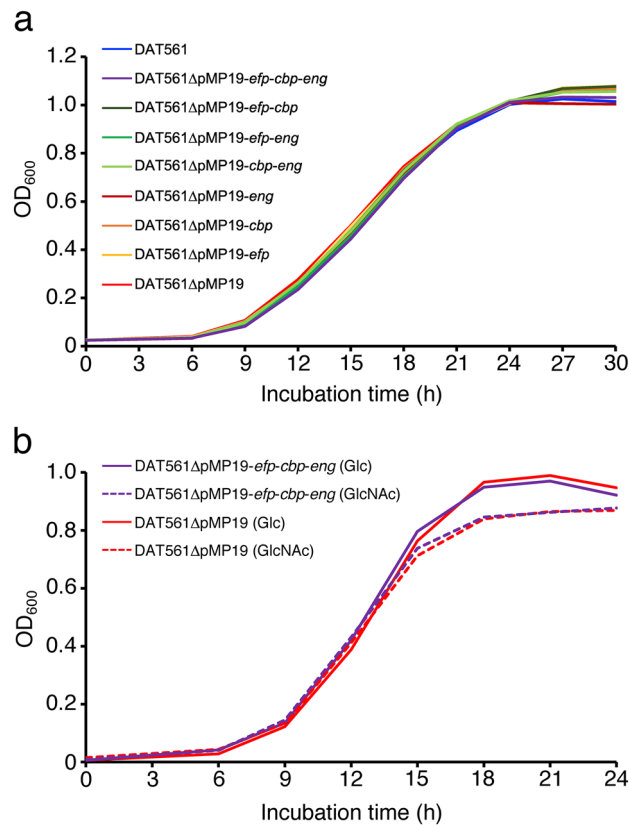 a
1.2
1.0
0.8
0.6
0.4
0.2
0
OD600
DAT561
DAT561ΔpMP19-efp-cbp-eng
DAT561ΔpMP19-efp-cbp
DAT561ΔpMP19-efp-eng
DAT561ΔpMP19-cbp-eng
DAT561ΔpMP19-eng
DAT561ΔpMP19-cbp
DAT561ΔpMP19-efp
DAT561ΔpMP19
0 3 6 9 12 15 18 21 24 27 30
Incubation time (h)
b
1.0
0.8
0.6
0.4
0.2
0
OD600
DAT561ΔpMP19-efp-cbp-eng (Glc)
DAT561ΔpMP19-efp-cbp-eng (GlcNAc)
DAT561ΔpMP19 (Glc)
DAT561ΔpMP19 (GlcNAc)
0 3 6 9 12 15 18 21 24
Incubation time (h)